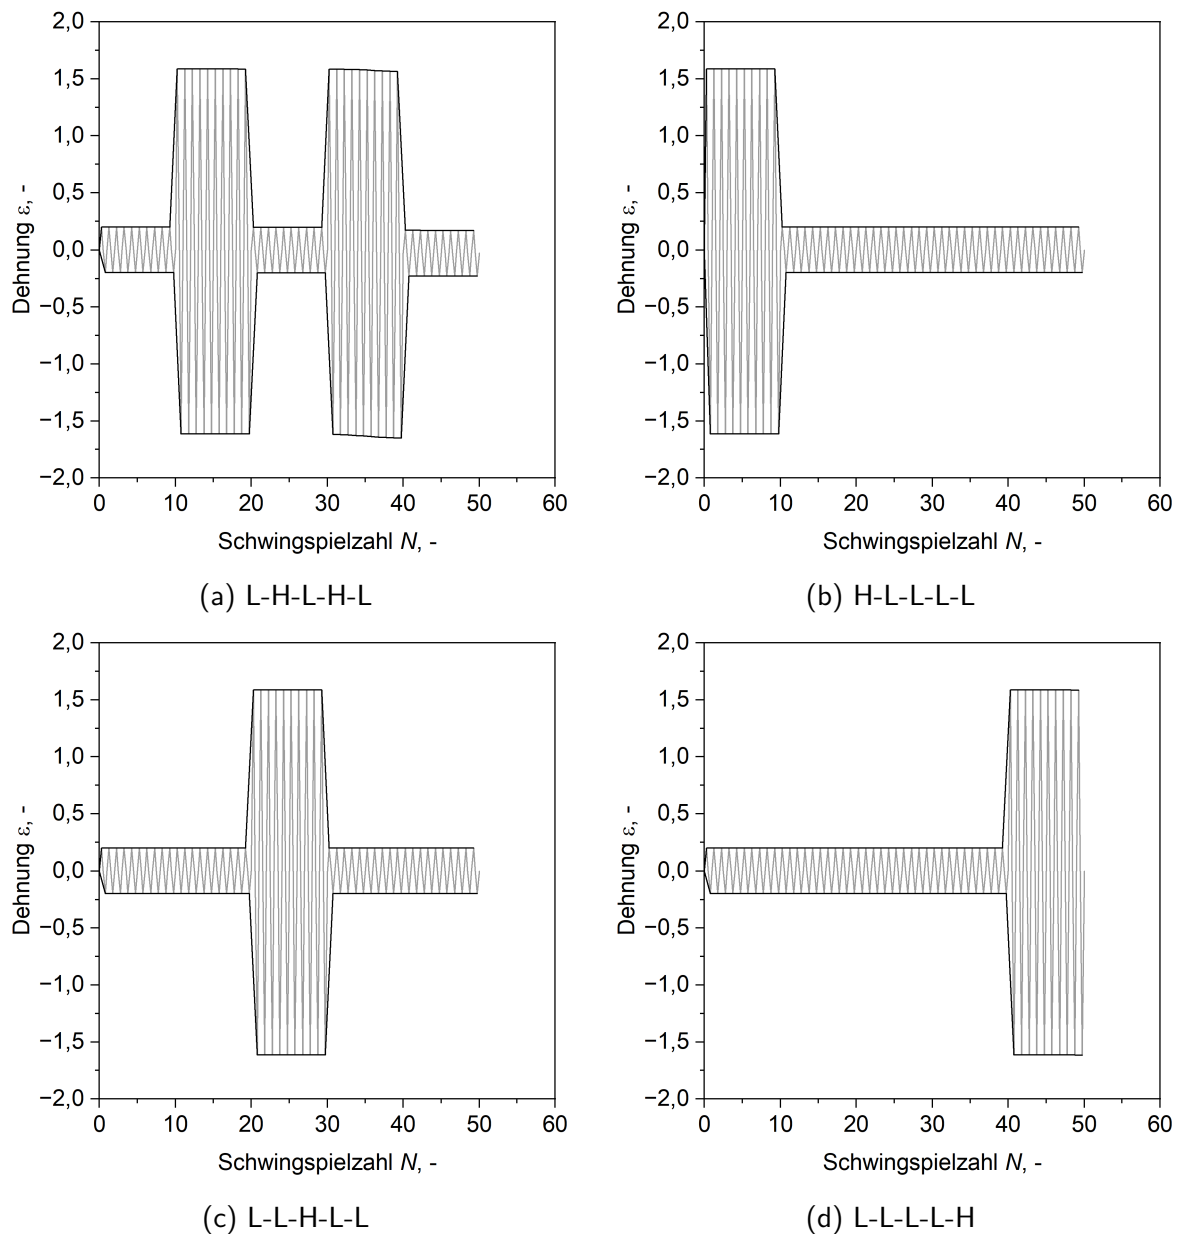 2,0
1,5
1,0
0,5
0,0
−0,5
−1,0
−1,5
−2,0
Dehnung ε, -
0 10 20 30 40 50 60
Schwingspielzahl N, -
(a) L-H-L-H-L
2,0
1,5
1,0
0,5
0,0
−0,5
−1,0
−1,5
−2,0
Dehnung ε, -
0 10 20 30 40 50 60
Schwingspielzahl N, -
(b) H-L-L-L-L
2,0
1,5
1,0
0,5
0,0
−0,5
−1,0
−1,5
−2,0
Dehnung ε, -
0 10 20 30 40 50 60
Schwingspielzahl N, -
(c) L-L-H-L-L
2,0
1,5
1,0
0,5
0,0
−0,5
−1,0
−1,5
−2,0
Dehnung ε, -
0 10 20 30 40 50 60
Schwingspielzahl N, -
(d) L-L-L-L-H